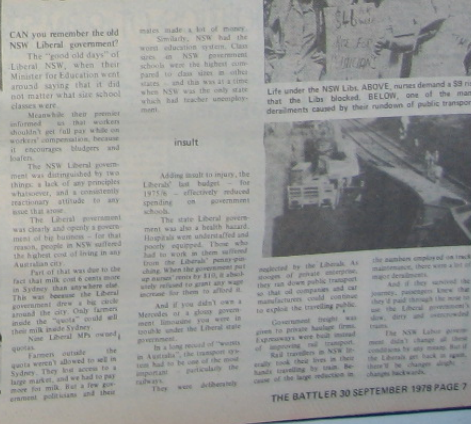 CAN you remember the old
NSW Liberal government?
The "good old days" of
Liberal NSW, when their
Minister for Education went
around saying that it did
not matter what size school
classes were.
Meanwhile their premier
informed us that workers
shouldn't get full pay while on
workers' compensation, because
it encourages bludgers and
loafers.
The NSW Liberal govern-
ment was distinguished by two
things: a lack of any principles
whatsoever, and a consistently
reactionary attitude to any
issue that arose.
The Liberal government
was clearly and openly a govern-
ment of big business - for that
reason, people in NSW suffered
the highest cost of living in any
Australian city.
Part of that was due to the
fact that milk cost 6 cents more
in Sydney than anywhere else.
This was because the Liberal
government drew a big circle
around the city. Only farmers
inside the "quota" could sell
their milk inside Sydney.
Nine Liberal MPs owned
quotas.
Farmers outside the
quota weren't allowed to sell in
Sydney. They lost access to a
large market, and we had to pay
more for milk. But a few gov-
ernment politicians and their
mates made a lot of money.
Similarly, NSW had the
worst education system. Class
sizes in NSW government
schools were the highest com-
pared to class sizes in other
states - and this was at a time
when NSW was the only state
which had teacher unemploy-
ment.
insult
Adding insult to injury, the
Liberals' last budget - for
1975/6 - effectively reduced
spending on government
schools.
The state Liberal govern-
ment was also a health hazard.
Hospitals were understaffed and
poorly equipped. Those who
had to work in them suffered
from the Liberals' penny-pin-
ching. When the government put
up nurses' rents by $10, it absol-
utely refused to grant any wage
increase for them to afford it.
And if you didn't own a
Mercedes or a glossy govern-
ment limousine you were in
trouble under the Liberal state
government.
In a long moved of "worsts
in Australia", the transport sys-
tem had to be one of the most
important - particularly the
railways.
They were deliberately
Life under the NSW Libs. ABOVE, nurses demand a $9
that the Libs blocked. BELOW, one of the
derailments caused by their rundown of public transport
neglected by the Liberals. As
stooges of private enterprise,
they ran down public transport
so that oil companies and car
manufacturers could continue
to exploit the travelling public.
Government freight was
given to private haulage firms.
Expressways were built instead
of improving rail transport.
Rail travellers in NSW lit-
erally took their lives in their
hands travelling by train. Be-
cause of the large reduction in
the numbers employed on track
maintenance, there were a lot of
major derailments.
And if they survived the
journey, passengers knew they
they'd paid through the nose to
use the Liberal government's
slow, dirty and overcrowded
trains.
The NSW Labor govern-
ment didn't change all these
conditions by any means. But if
the Liberals get back in again,
there'll be changes alright -
changes backwards.
THE BATTLER 30 SEPTEMBER 1978 PAGE 7